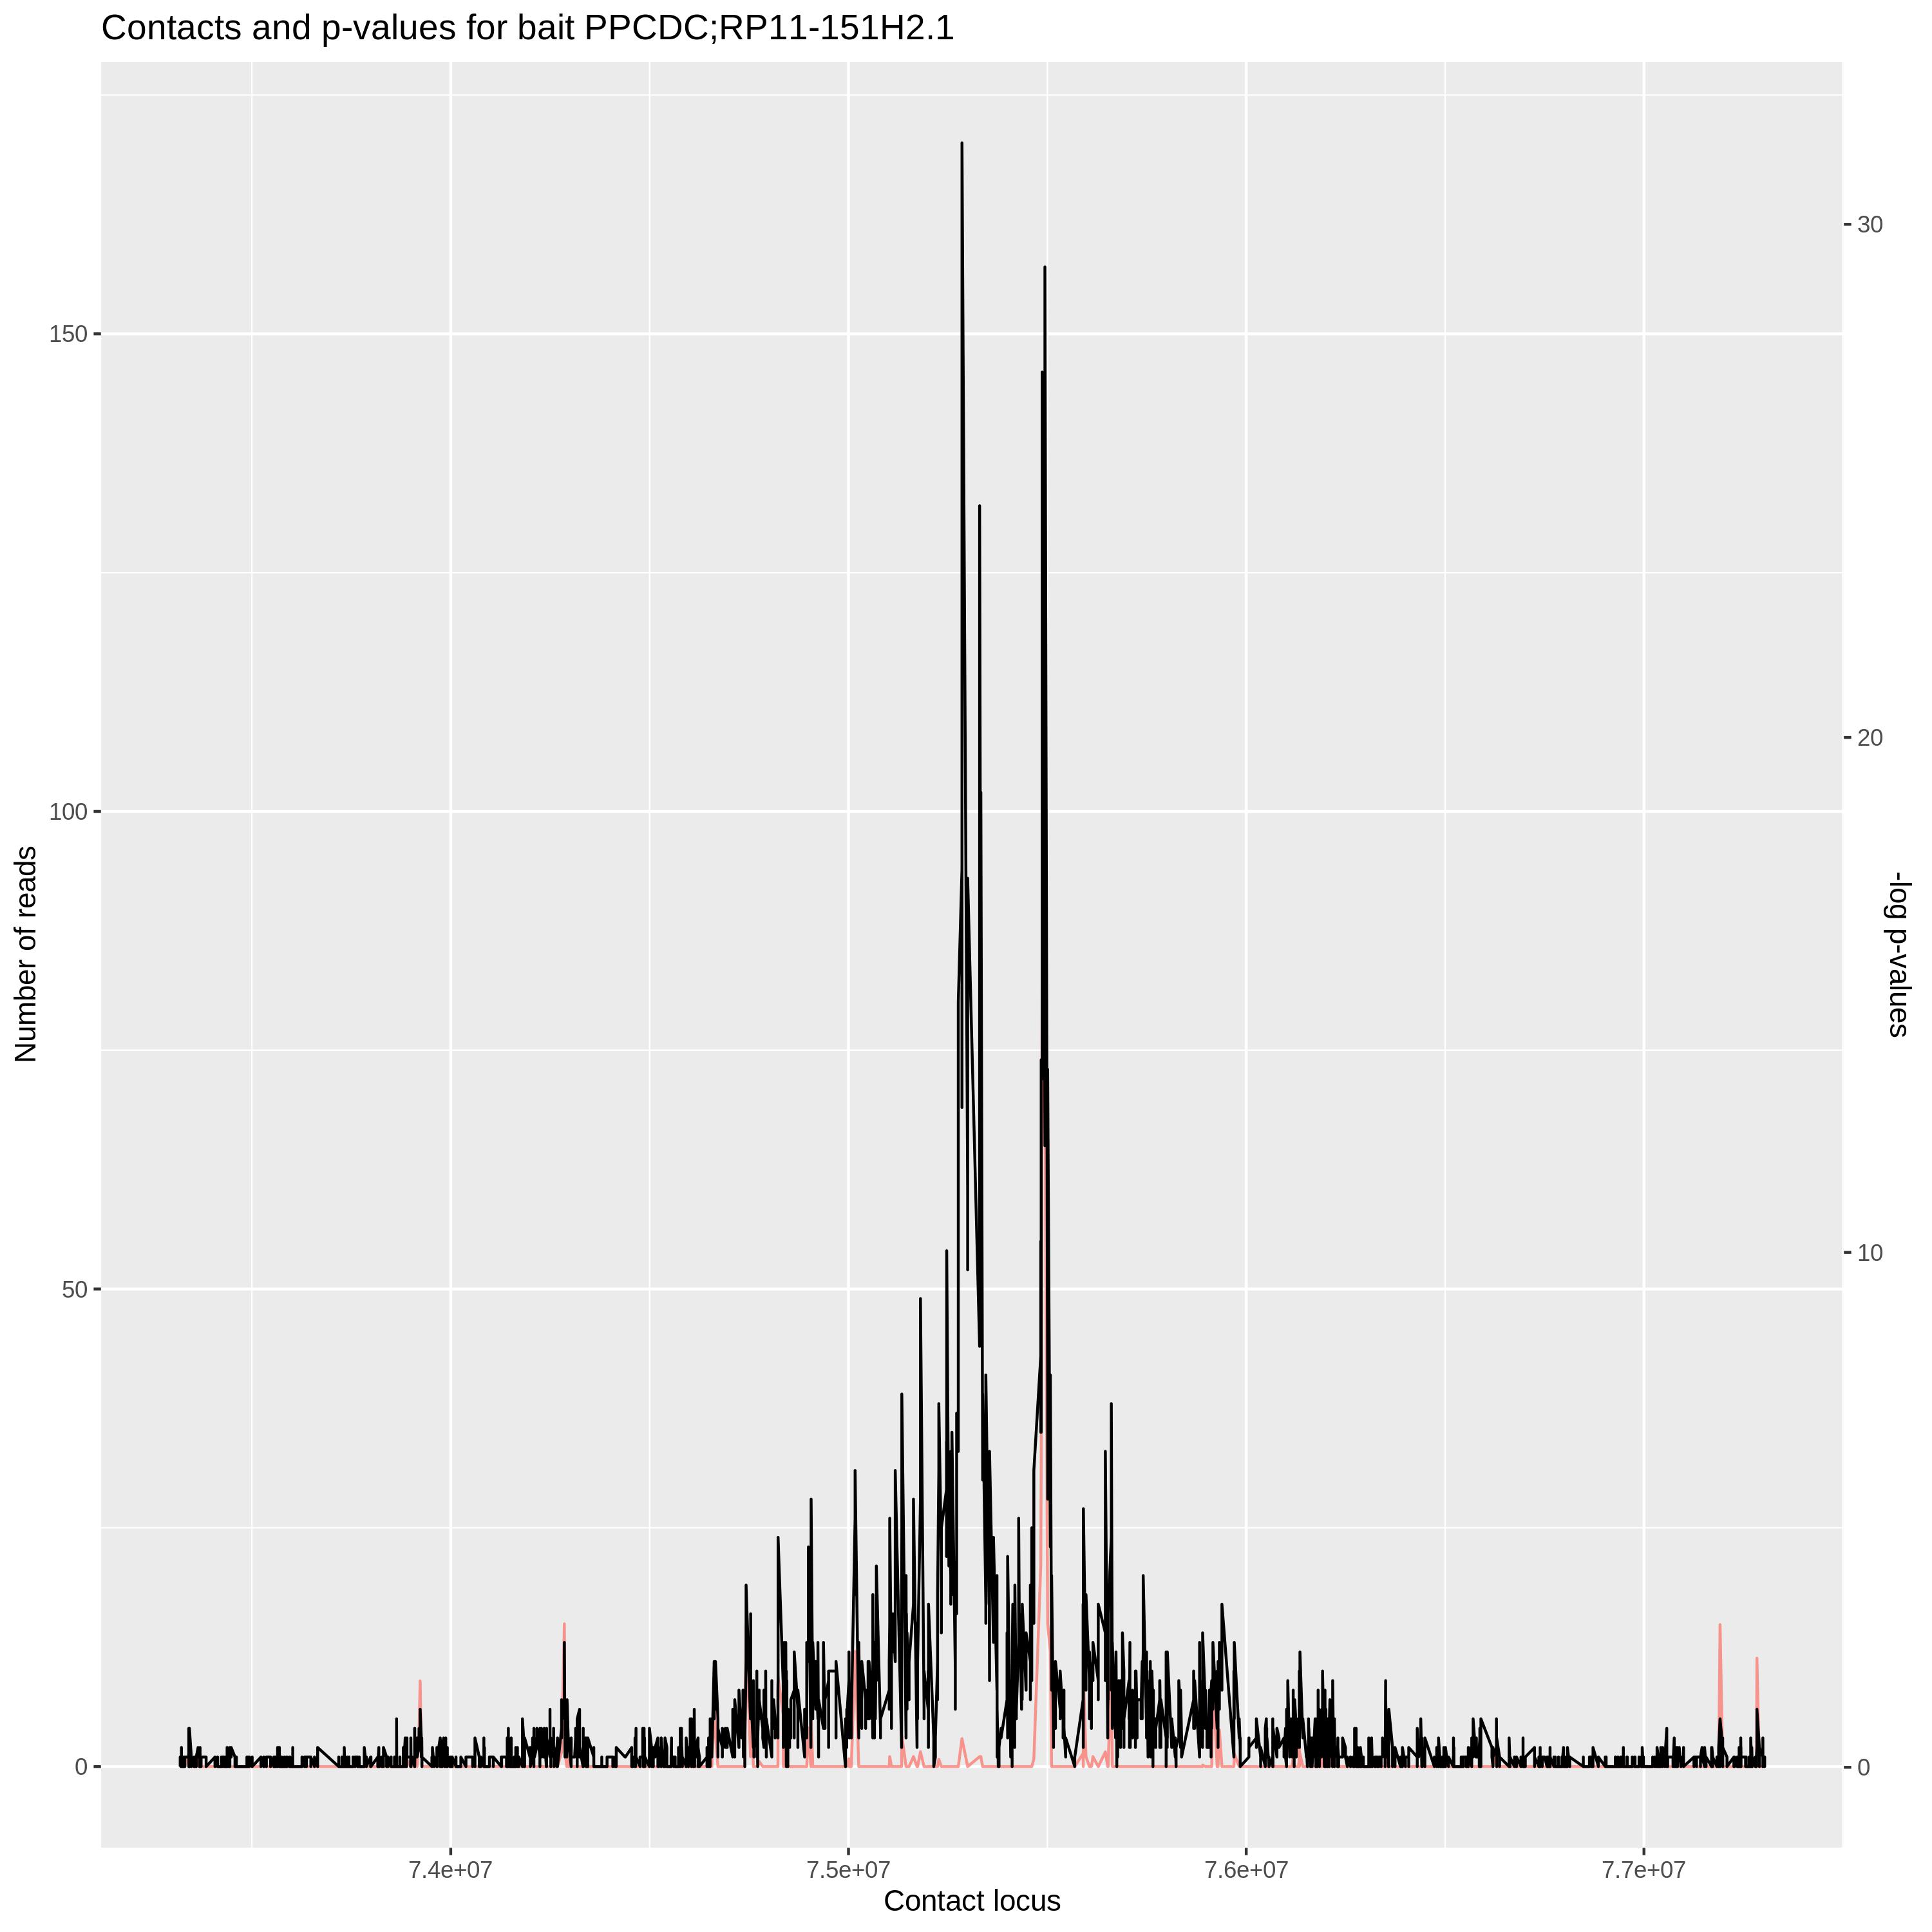 Contacts and p-values for bait PPCDC;RP11-151H2.1
150
100
50
0
Number of reads
30
20
10
0
-log p-values
7.4e+07
7.5e+07
7.6e+07
7.7e+07
Contact locus